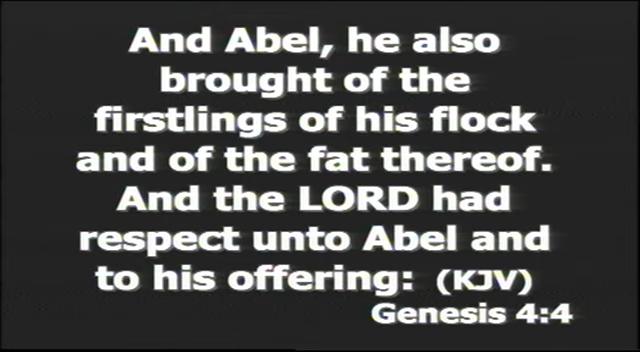 And Abel, he also
brought of the
firstlings of his flock
and of the fat thereof.
And the LORD had
respect unto Abel and
to his offering: (KJV)
Genesis 4:4